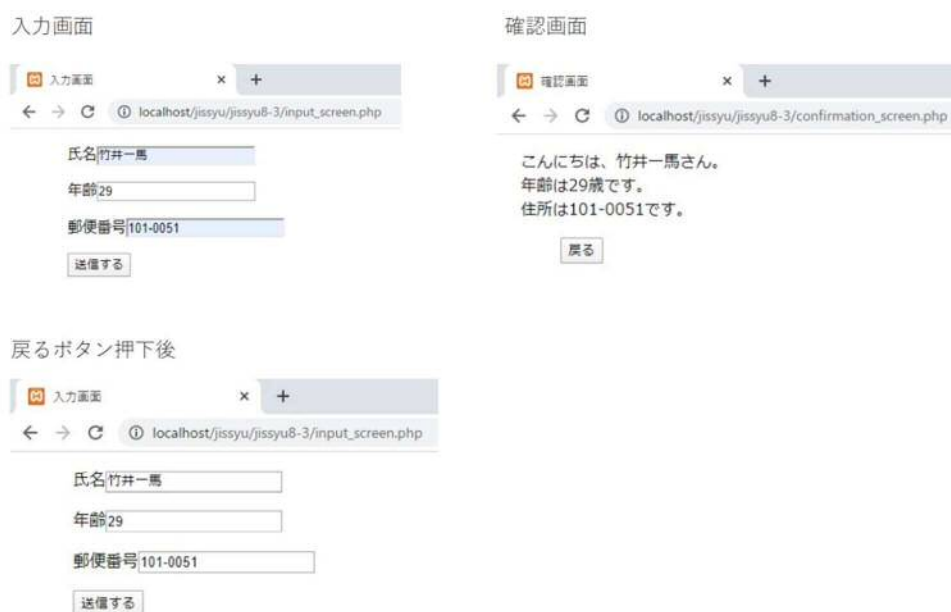 入力画面
入力画面 × +
← → C ⓘ localhost/jissyu/jissyu8-3/input_screen.php
氏名竹井一馬
年齢29
郵便番号101-0051
送信する
確認画面
確認画面 × +
← → C ⓘ localhost/jissyu/jissyu8-3/confirmation_screen.php
こんにちは、竹井一馬さん。
年齢は29歳です。
住所は101-0051です。
戻る
戻るボタン押下後
入力画面 × +
← → C ⓘ localhost/jissyu/jissyu8-3/input_screen.php
氏名竹井一馬
年齢29
郵便番号101-0051
送信する